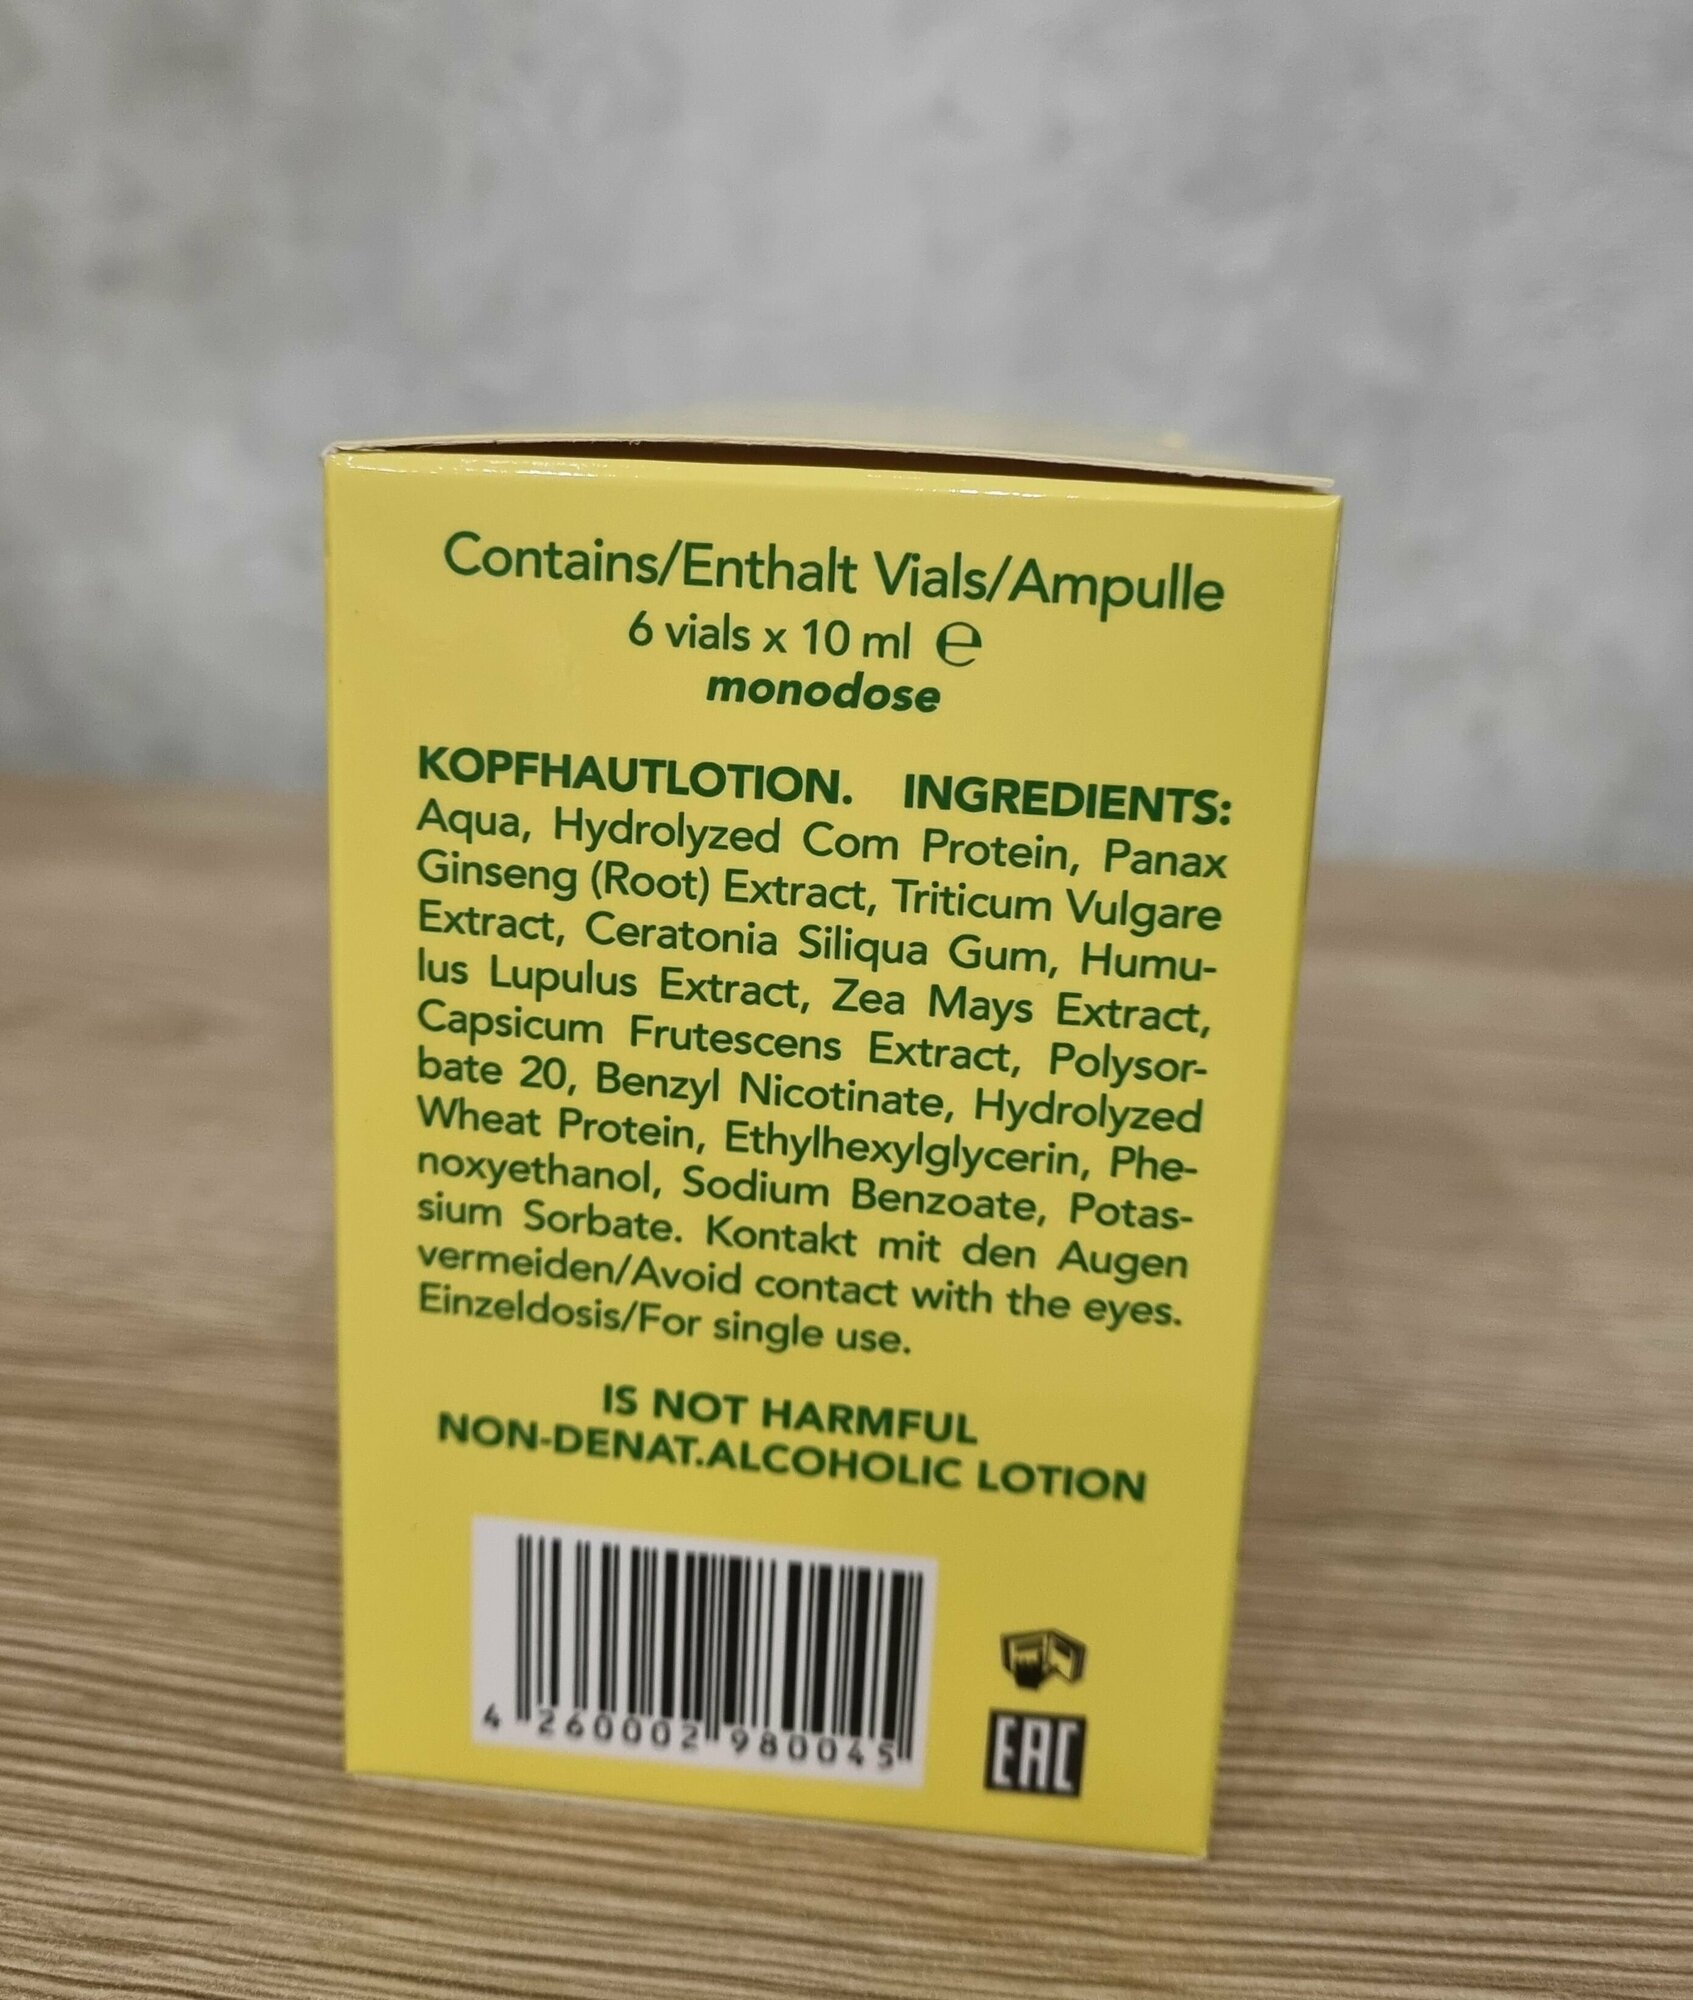 Contains/Enthalt Vials/Ampulle
6 vials x 10 ml ℮
monodose
KOPFHAUTLOTION. INGREDIENTS:
Aqua, Hydrolyzed Com Protein, Panax
Ginseng (Root) Extract, Triticum Vulgare
Extract, Ceratonia Siliqua Gum, Humu-
lus Lupulus Extract, Zea Mays Extract,
Capsicum Frutescens Extract, Polysor-
bate 20, Benzyl Nicotinate, Hydrolyzed
Wheat Protein, Ethylhexylglycerin, Phe-
noxyethanol, Sodium Benzoate, Potas-
sium Sorbate. Kontakt mit den Augen
vermeiden/Avoid contact with the eyes.
Einzeldosis/For single use.
IS NOT HARMFUL
NON-DENAT.ALCOHOLIC LOTION
4 260002 980045
EAC